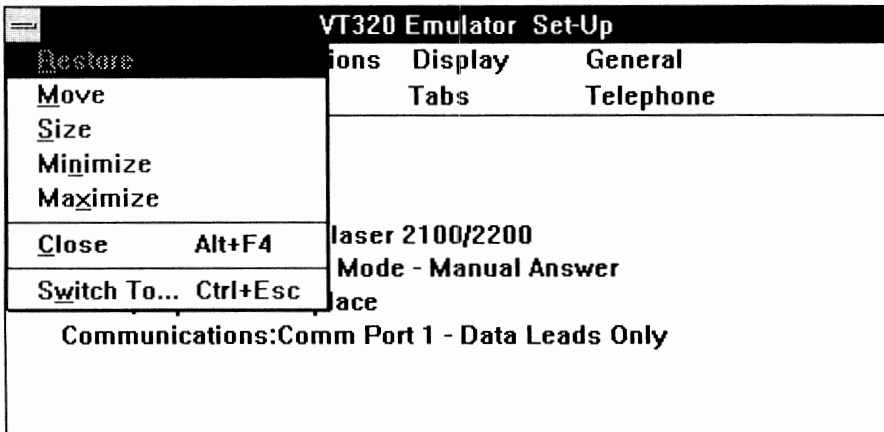 VT320 Emulator Set-Up
Restore
ions Display General
Move
Tabs Telephone
Size
Minimize
Maximize
Close Alt+F4
laser 2100/2200
Mode - Manual Answer
Switch To... Ctrl+Esc
lace
Communications:Comm Port 1 - Data Leads Only